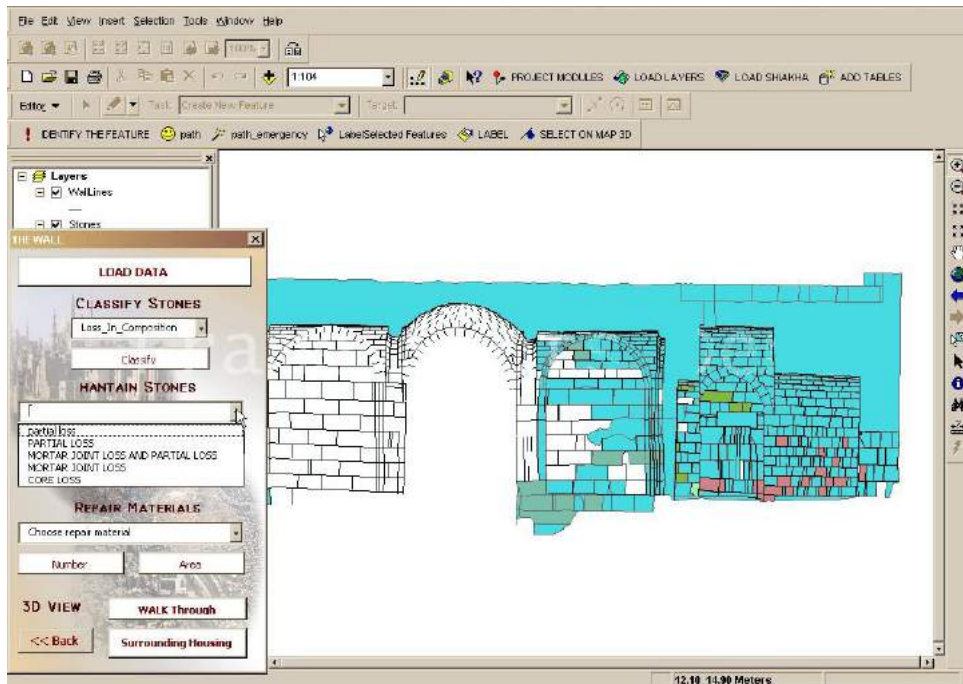 File Edit View Insert Selection Tools Window Help
100%
1:104 PROJECT MODULES LOAD LAYERS LOAD SHIAKHA ADD TABLES
Editor Task: Create New Feature Target:
! IDENTIFY THE FEATURE path path_emergency LabelSelected Features LABEL SELECT ON MAP 3D
Layers
WallLines
Stones
THE WALL
LOAD DATA
CLASSIFY STONES
Loss_In_Composition
Classify
MANTAIN STONES
partial loss
PARTIAL LOSS
MORTAR JOINT LOSS AND PARTIAL LOSS
MORTAR JOINT LOSS
CORE LOSS
REPAIR MATERIALS
Choose repair material
Number Area
3D VIEW WALK Through
<< Back Surrounding Housing
12.10 14.90 Meters